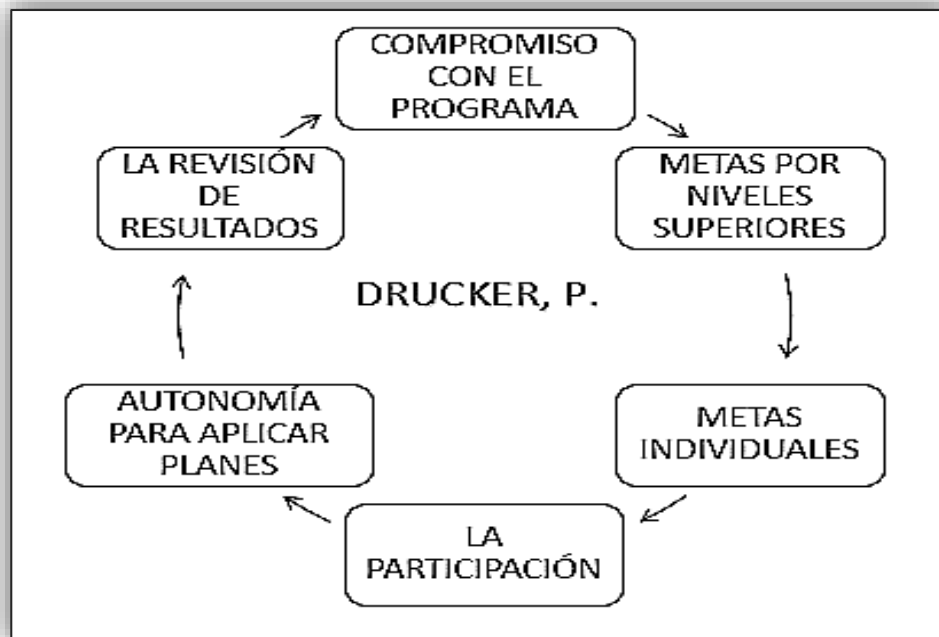 COMPROMISO
CON EL
PROGRAMA
METAS POR
NIVELES
SUPERIORES
METAS
INDIVIDUALES
LA
PARTICIPACIÓN
AUTONOMÍA
PARA APLICAR
PLANES
LA REVISIÓN
DE
RESULTADOS
DRUCKER, P.